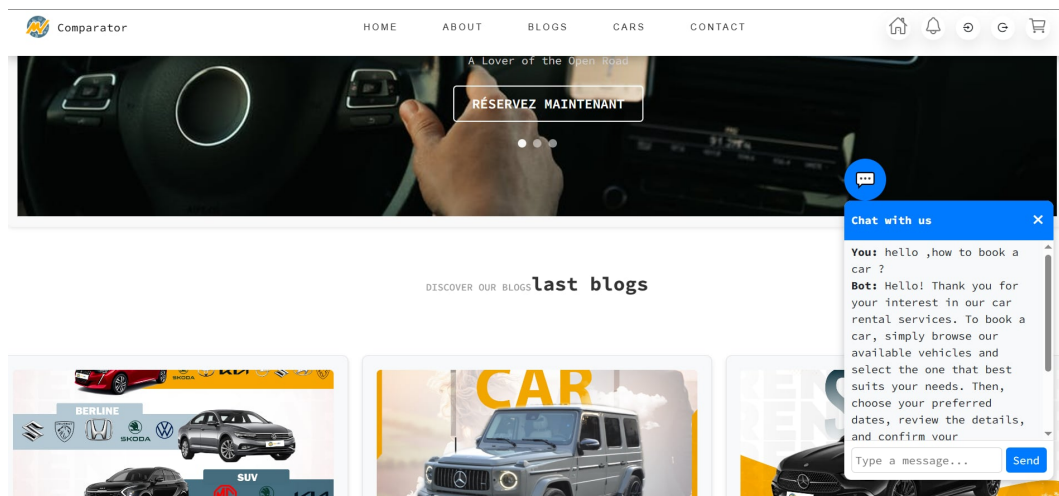 Comparator
HOME ABOUT BLOGS CARS CONTACT
A Lover of the Open Road
RÉSERVEZ MAINTENANT
Chat with us
You: hello ,how to book a
car ?
Bot: Hello! Thank you for
your interest in our car
rental services. To book a
car, simply browse our
available vehicles and
select the one that best
suits your needs. Then,
choose your preferred
dates, review the details,
and confirm your
Type a message... Send
DISCOVER OUR BLOGS last blogs
SKODA
BERLINE
SKODA
SUV
CAR